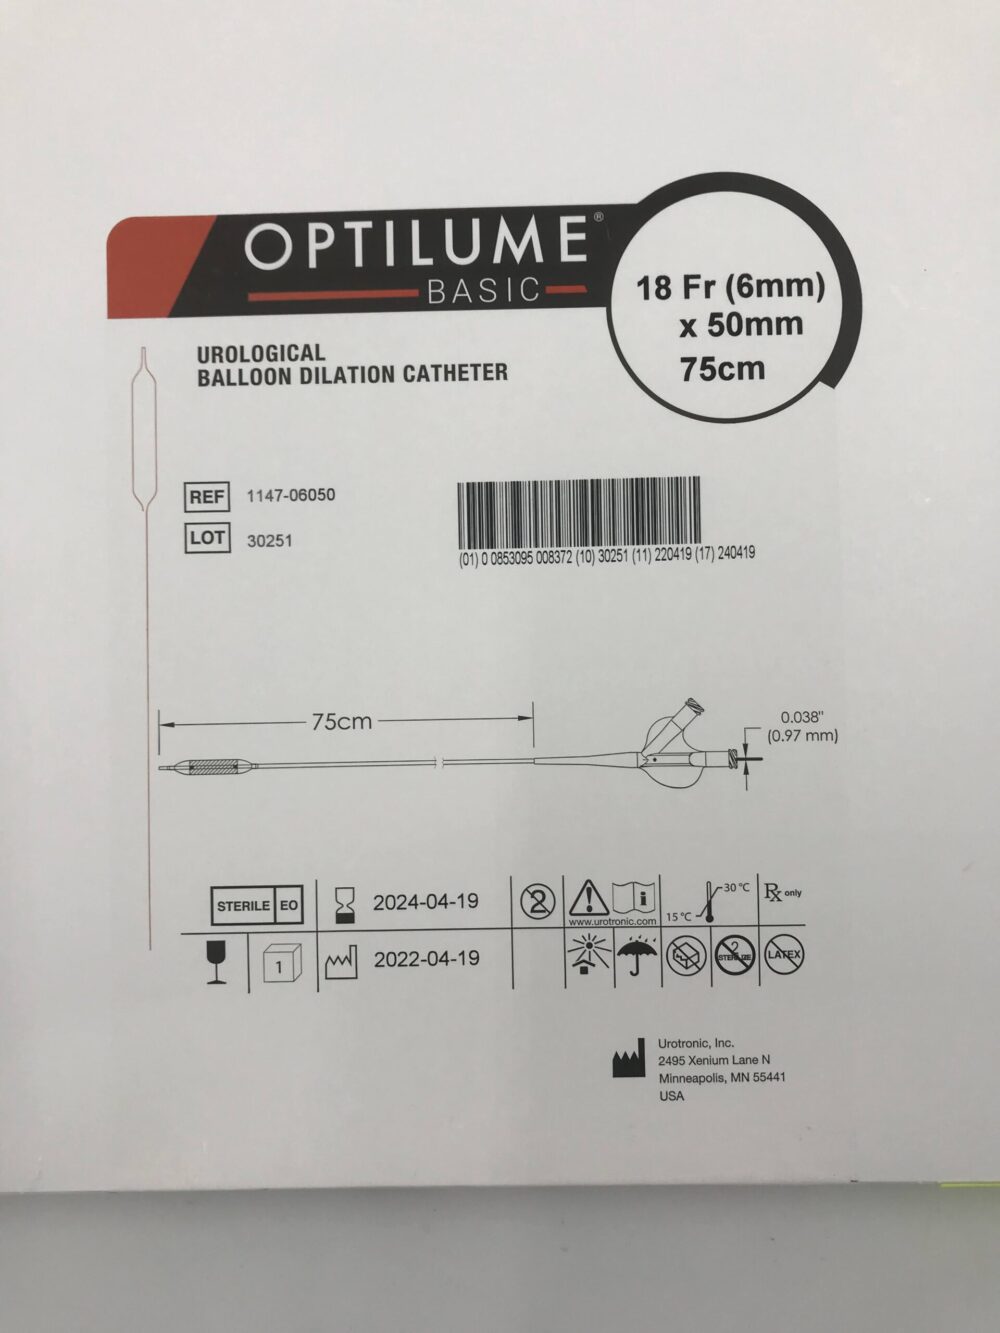 OPTILUME®
BASIC
18 Fr (6mm)
x 50mm
75cm
UROLOGICAL
BALLOON DILATION CATHETER
REF 1147-06050
LOT 30251
(01) 0 0853095 008372 (10) 30251 (11) 220419 (17) 240419
75cm
0.038"
(0.97 mm)
STERILE EO
2024-04-19
2
i
www.urotronic.com
30 °C
15 °C
Rx only
1
2022-04-19
2
STERILIZE
LATEX
Urotronic, Inc.
2495 Xenium Lane N
Minneapolis, MN 55441
USA